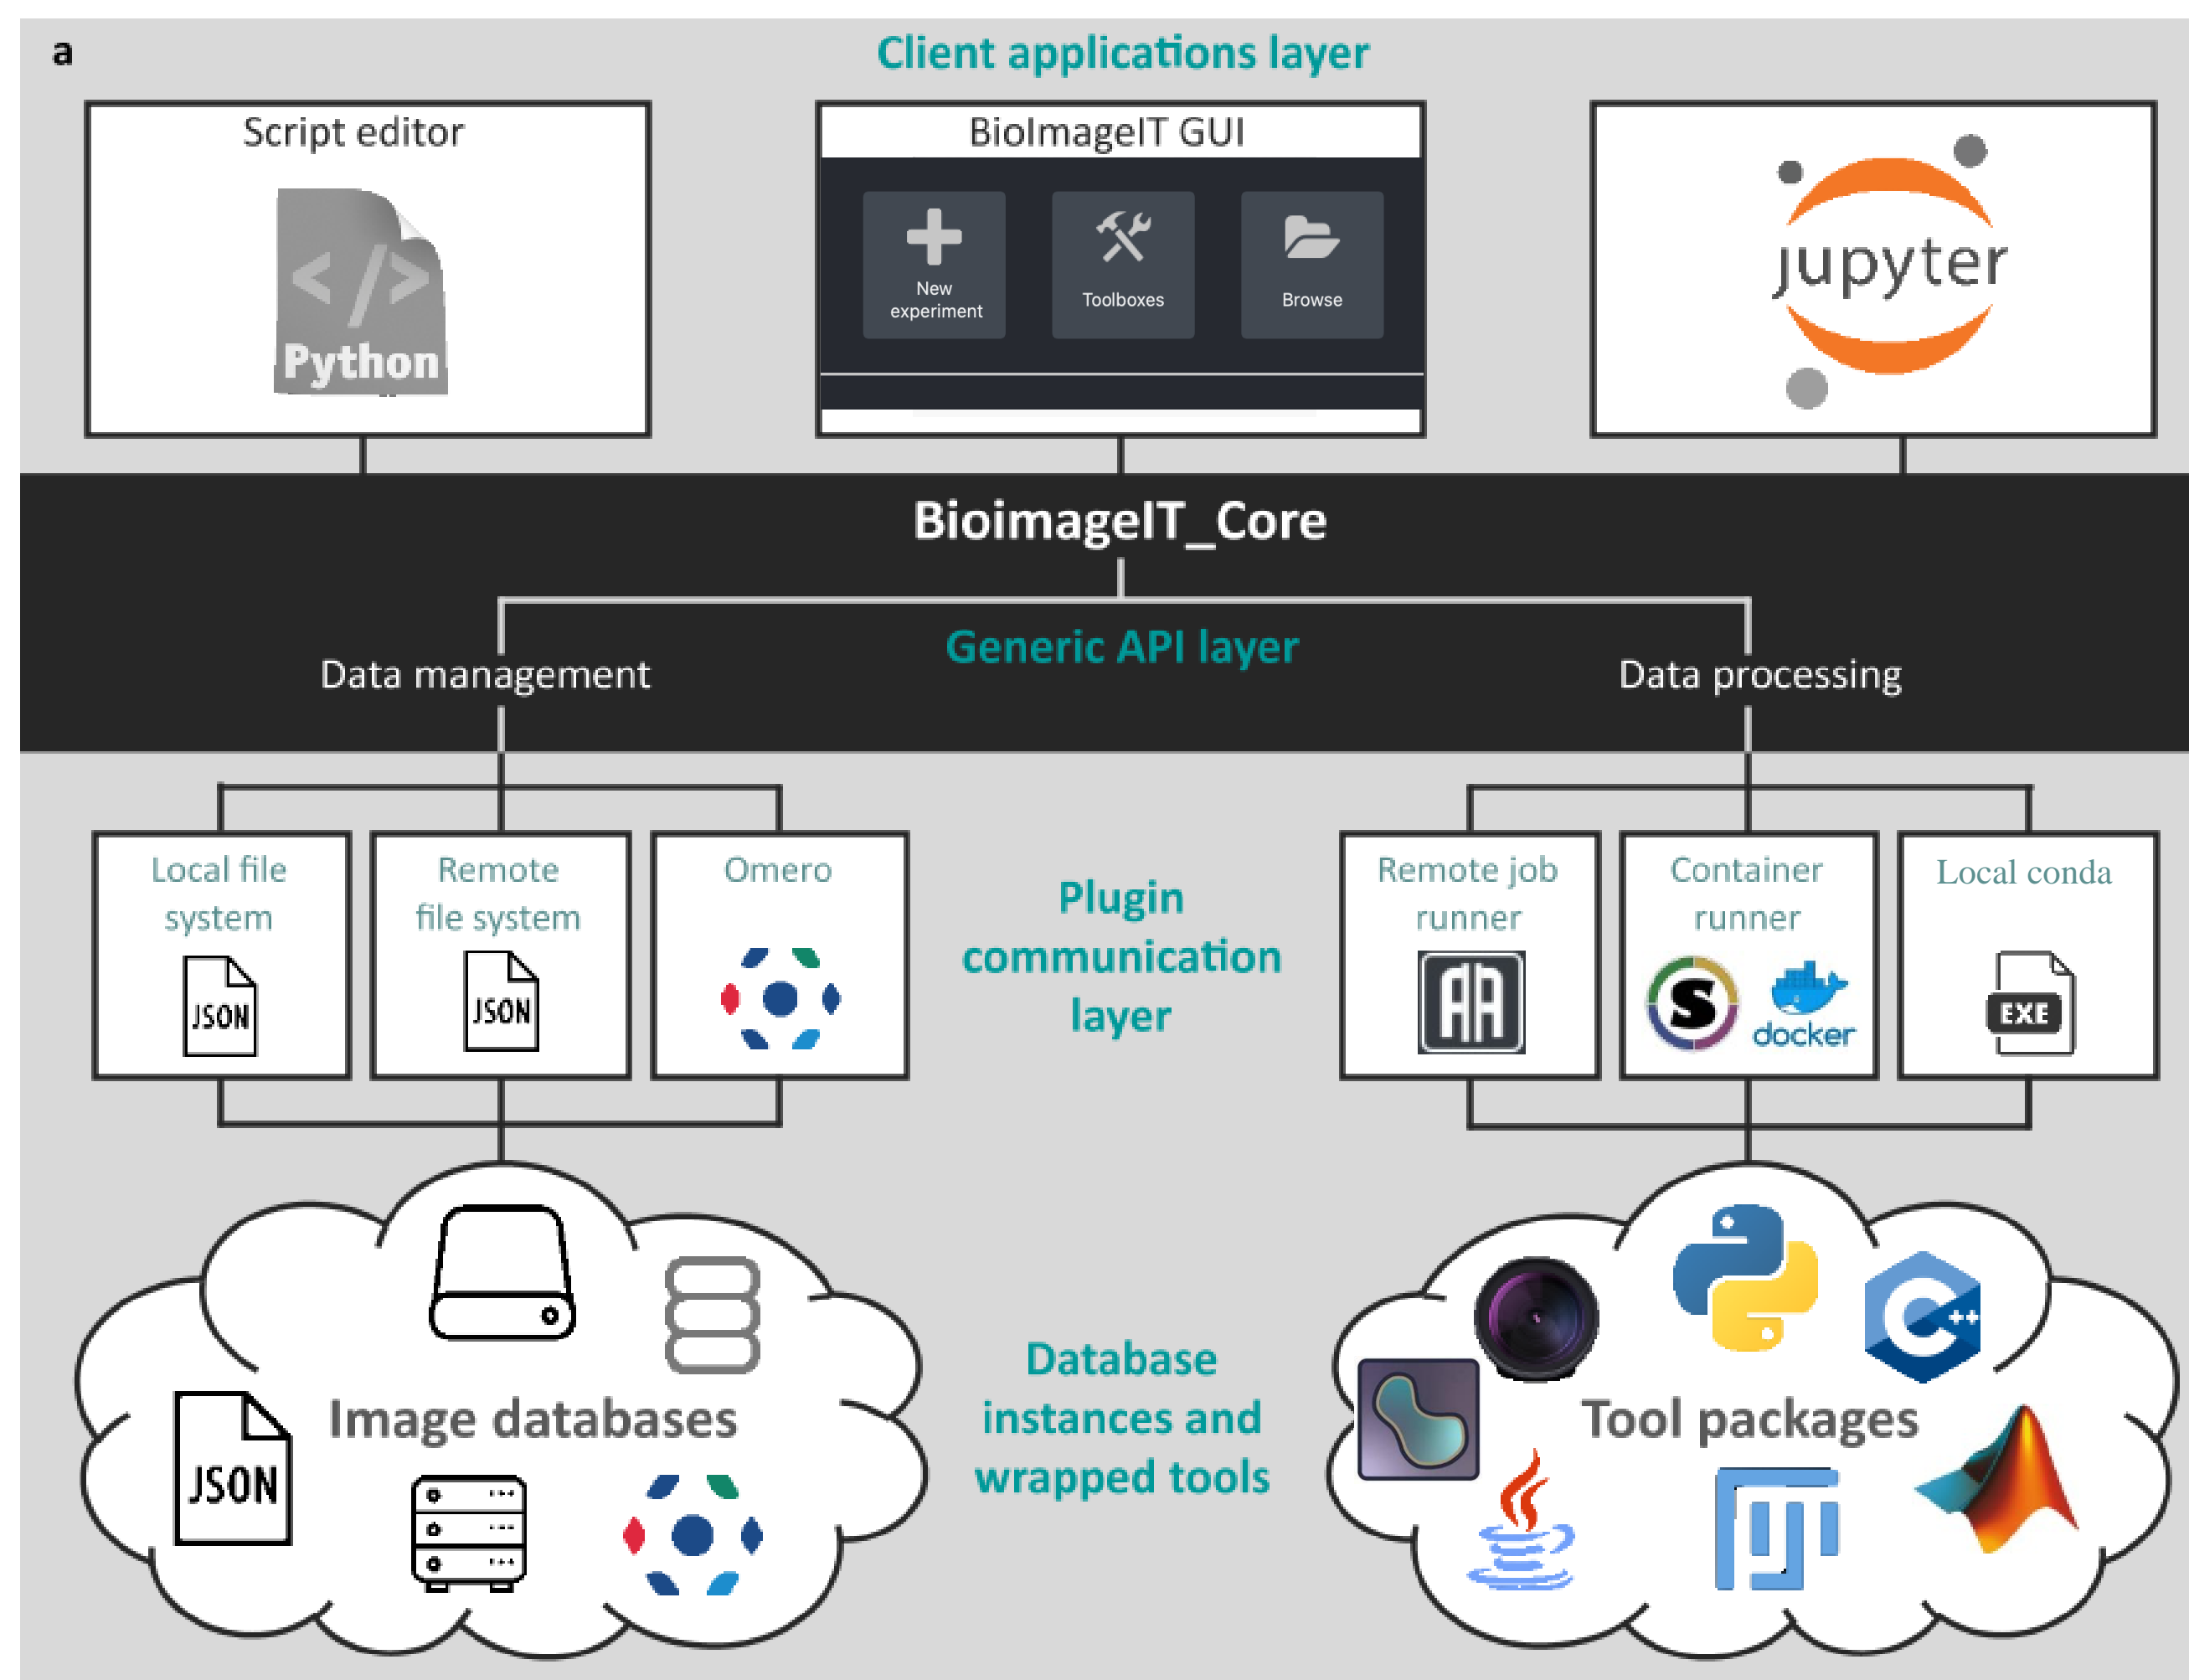 a
Client applications layer
Script editor
</>
Python
BioImageIT GUI
New
experiment
Toolboxes
Browse
jupyter
BioimageIT_Core
Generic API layer
Data management
Data processing
Local file
system
JSON
Remote
file system
JSON
Omero
Plugin
communication
layer
Remote job
runner
Container
runner
S
docker
Local conda
EXE
Image databases
JSON
Database
instances and
wrapped tools
C++
Tool packages